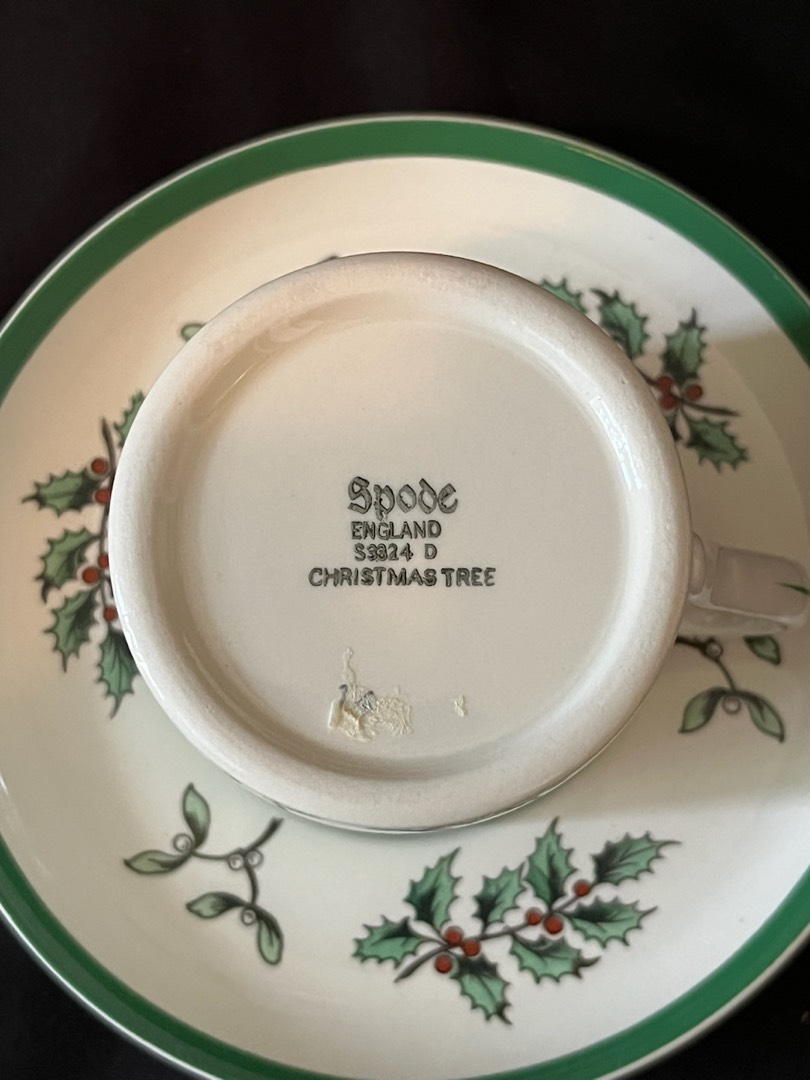 Spode
ENGLAND
S3324 D
CHRISTMAS TREE